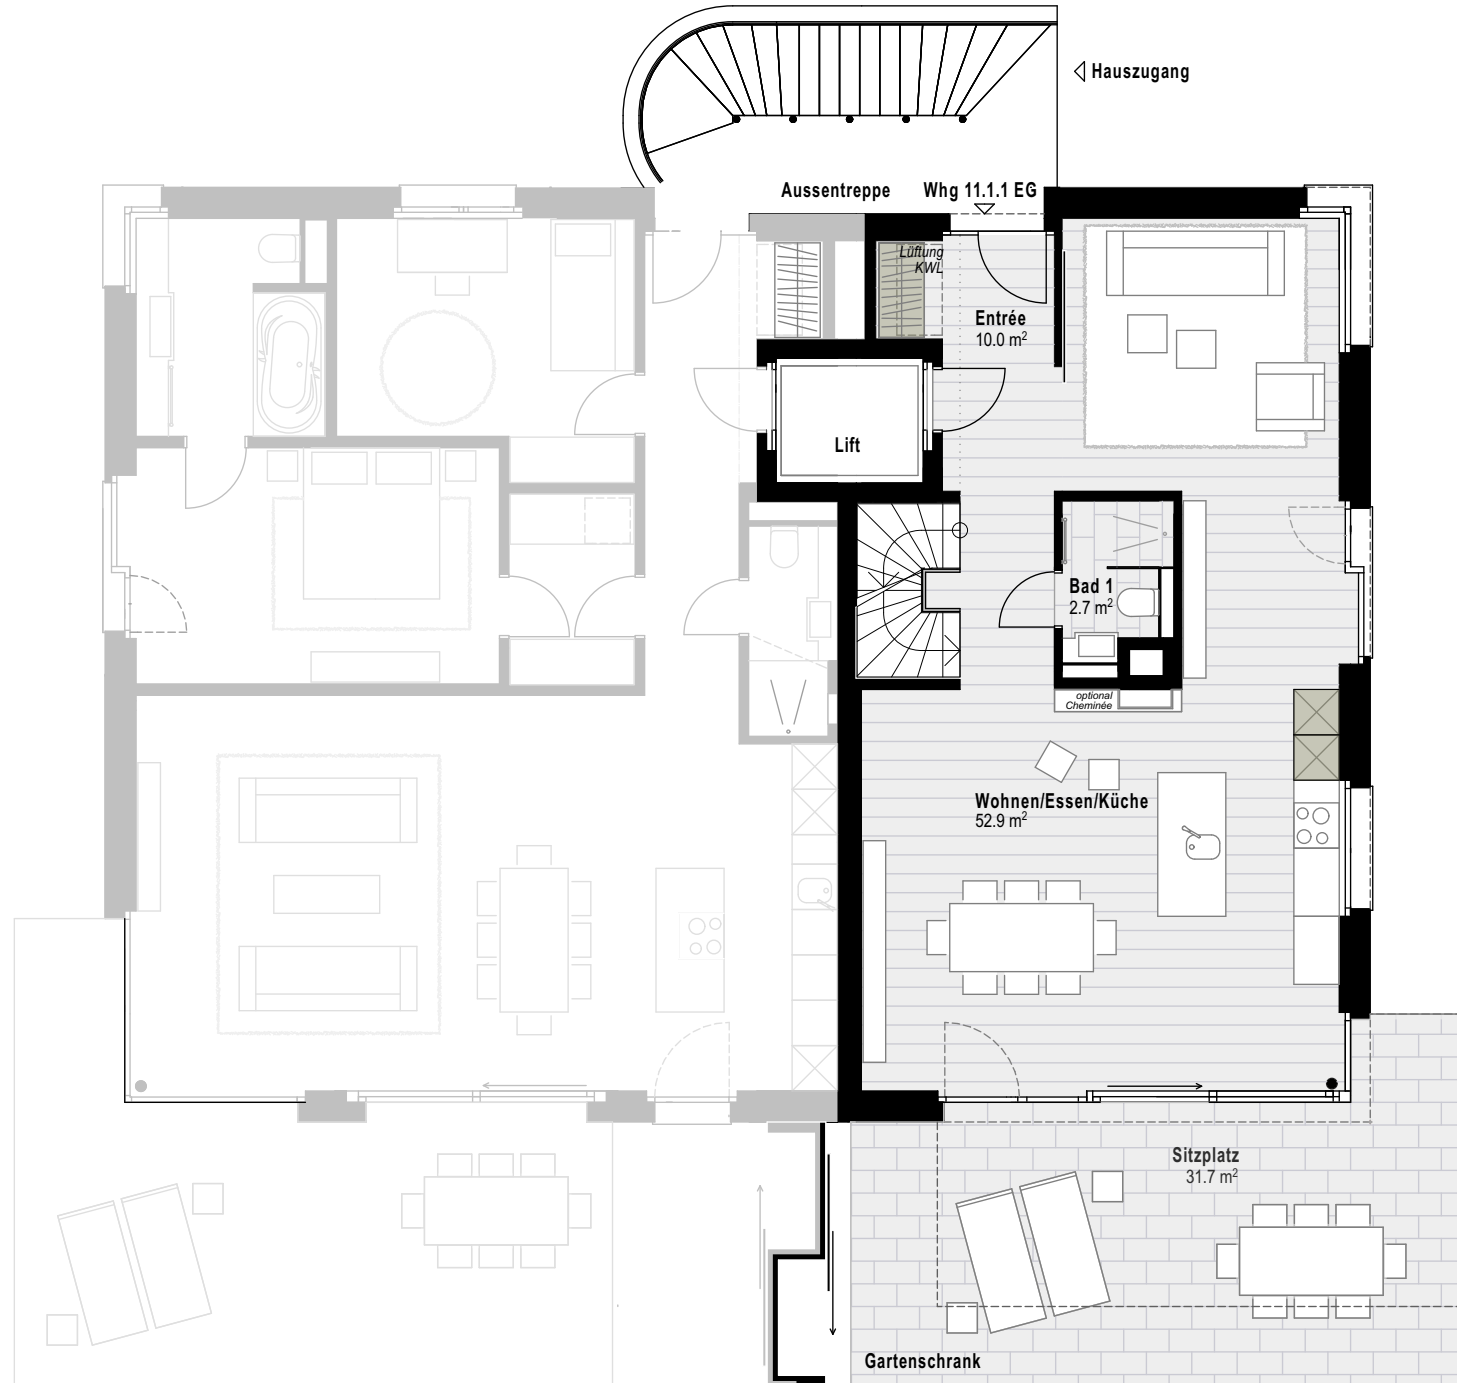 Hauszugang
Aussentreppe
Whg 11.1.1 EG
Lüftung
KWL
Entrée
10.0 m²
Lift
Bad 1
2.7 m²
optional
Cheminée
Wohnen/Essen/Küche
52.9 m²
Sitzplatz
31.7 m²
Gartenschrank